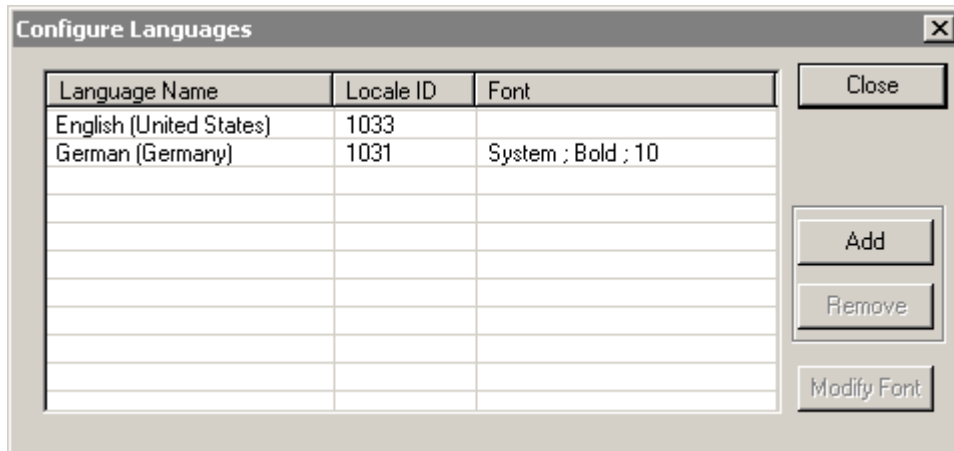 Configure Languages
Language Name Locale ID Font
Close
English (United States) 1033
German (Germany) 1031 System ; Bold ; 10
Add
Remove
Modify Font